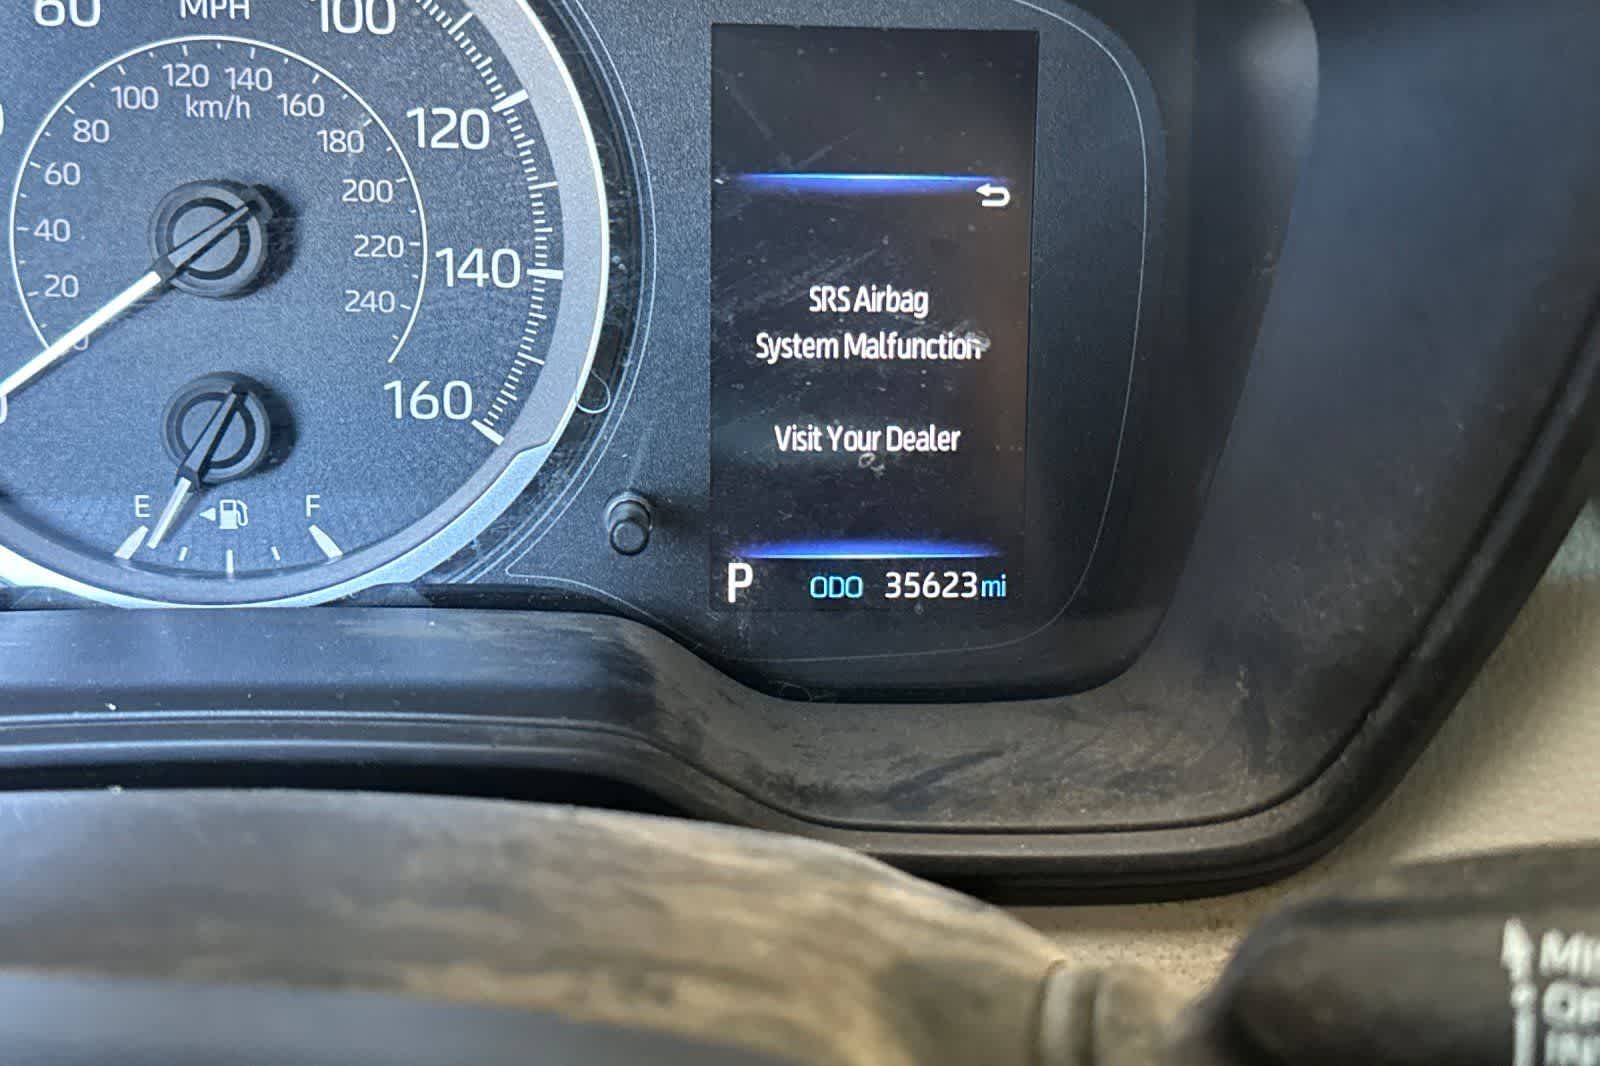 60
MPH
100
120
140
160
100
120
140
160
km/h
80
180
60
200
40
220
20
240
E
F
SRS Airbag
System Malfunction
Visit Your Dealer
P ODO 35623 mi